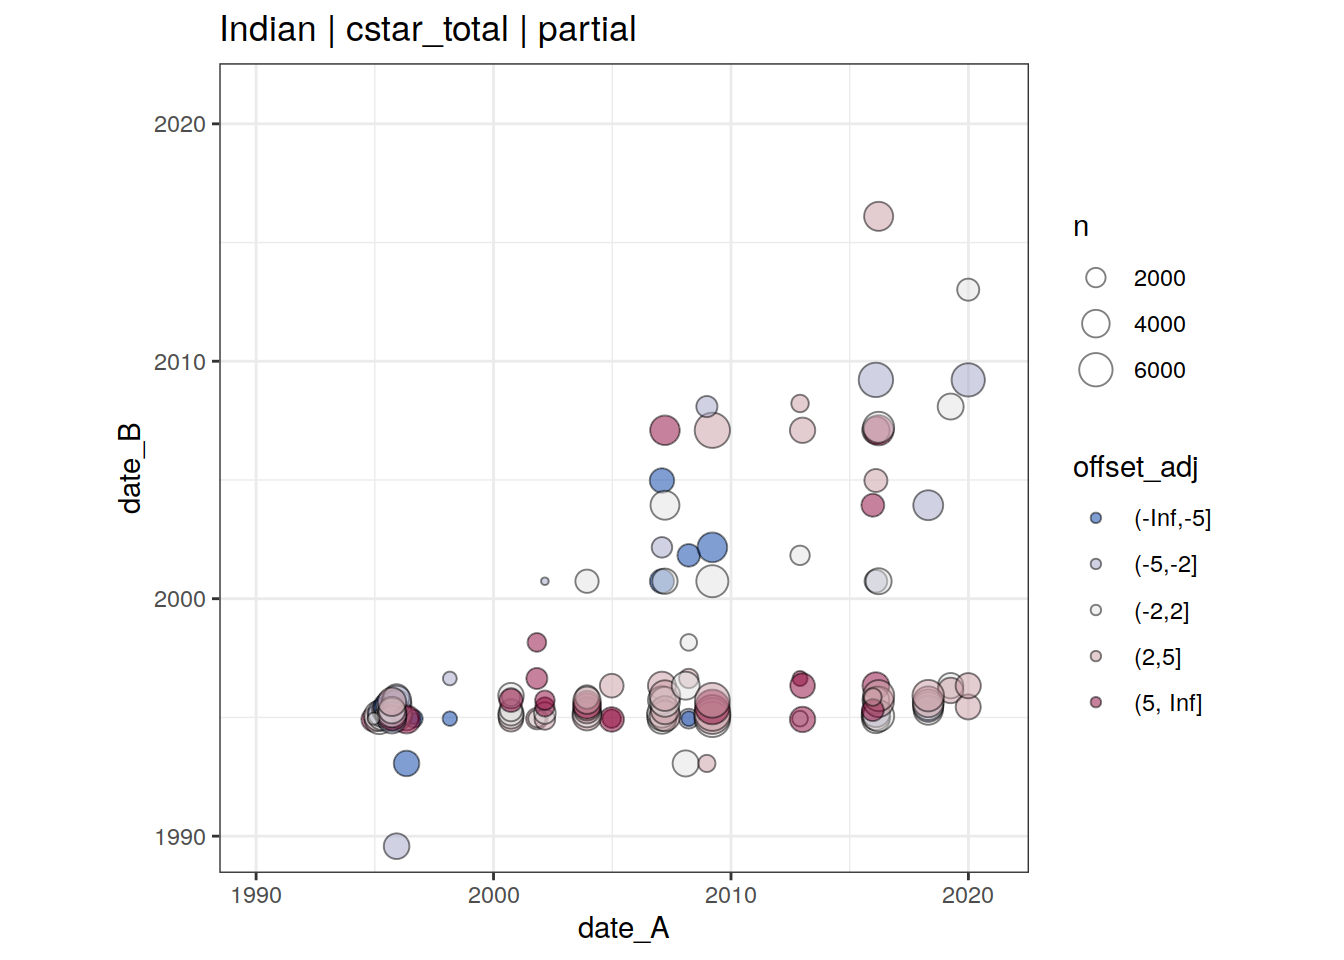 Indian | cstar_total | partial
2020
2010
2000
1990
date_B
1990
2000
2010
2020
date_A
n
2000
4000
6000
offset_adj
(-Inf,-5]
(-5,-2]
(-2,2]
(2,5]
(5, Inf]